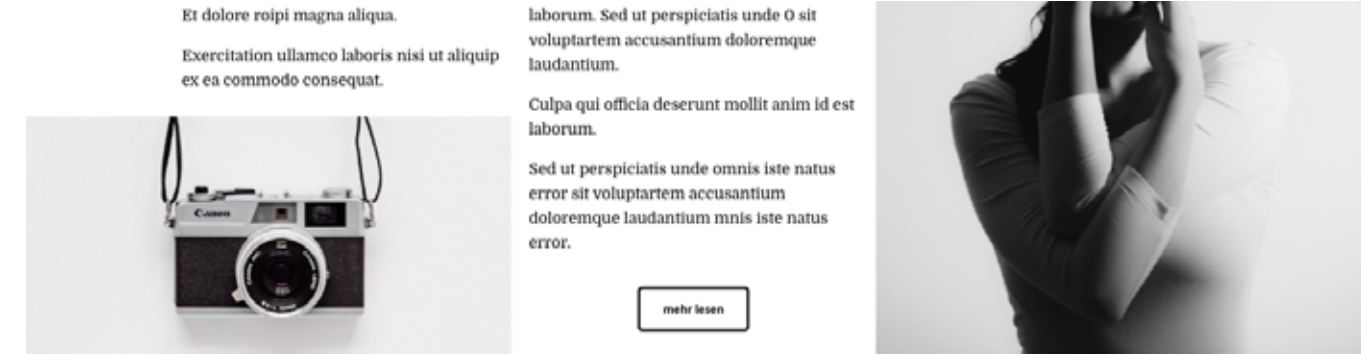 Et dolore roipi magna aliqua.
Exercitation ullamco laboris nisi ut aliquip
ex ea commodo consequat.
Canon
laborum. Sed ut perspiciatis unde O sit
voluptartem accusantium doloremque
laudantium.
Culpa qui officia deserunt mollit anim id est
laborum.
Sed ut perspiciatis unde omnis iste natus
error sit voluptartem accusantium
doloremque laudantium mnis iste natus
error.
mehr lesen